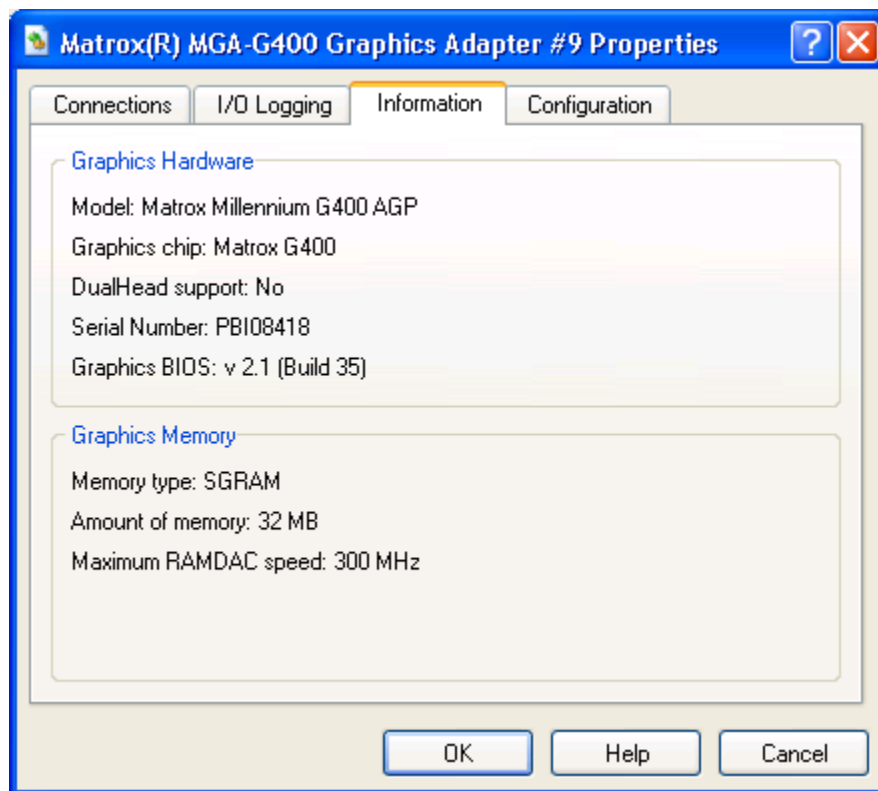 Matrox(R) MGA-G400 Graphics Adapter #9 Properties
Connections
I/O Logging
Information
Configuration
Graphics Hardware
Model: Matrox Millennium G400 AGP
Graphics chip: Matrox G400
DualHead support: No
Serial Number: PBI08418
Graphics BIOS: v 2.1 (Build 35)
Graphics Memory
Memory type: SGRAM
Amount of memory: 32 MB
Maximum RAMDAC speed: 300 MHz
OK
Help
Cancel